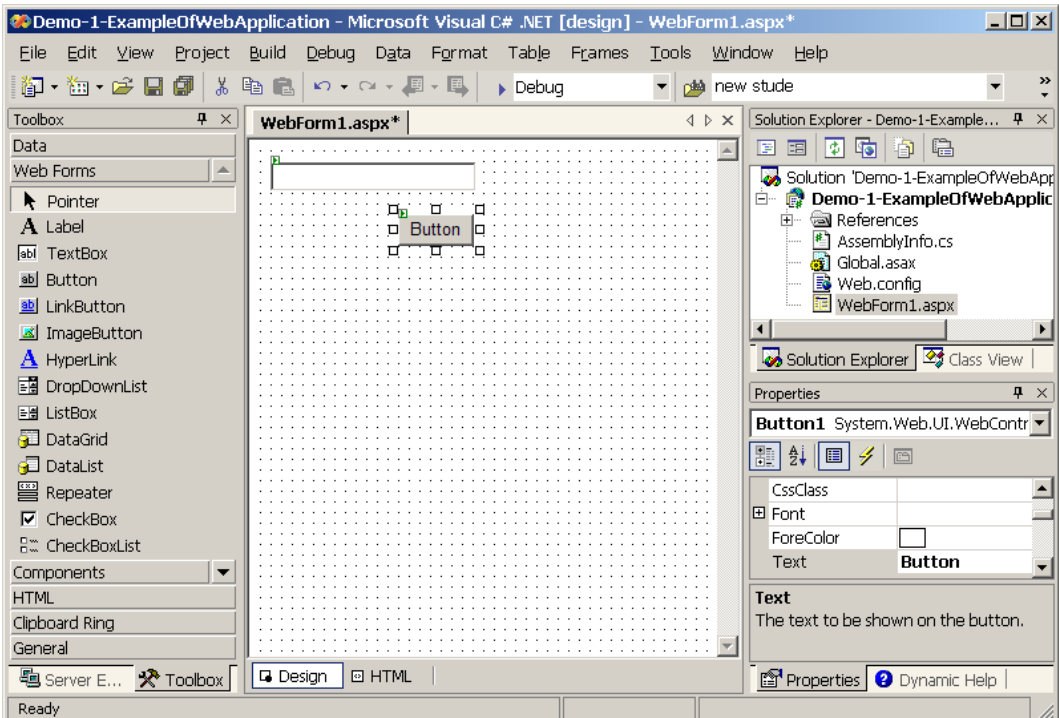 Demo-1-ExampleOfWebApplication - Microsoft Visual C# .NET [design] - WebForm1.aspx*
File Edit View Project Build Debug Data Format Table Frames Tools Window Help
Debug new stude
Toolbox
Data
Web Forms
Pointer
Label
TextBox
Button
LinkButton
ImageButton
HyperLink
DropDownList
ListBox
DataGrid
DataList
Repeater
CheckBox
CheckBoxList
Components
HTML
Clipboard Ring
General
Server E... Toolbox
WebForm1.aspx*
Button
Design HTML
Solution Explorer - Demo-1-Example...
Solution 'Demo-1-ExampleOfWebApp
Demo-1-ExampleOfWebApplic
References
AssemblyInfo.cs
Global.asax
Web.config
WebForm1.aspx
Solution Explorer Class View
Properties
Button1 System.Web.UI.WebContr
CssClass
Font
ForeColor
Text Button
Text
The text to be shown on the button.
Properties Dynamic Help
Ready